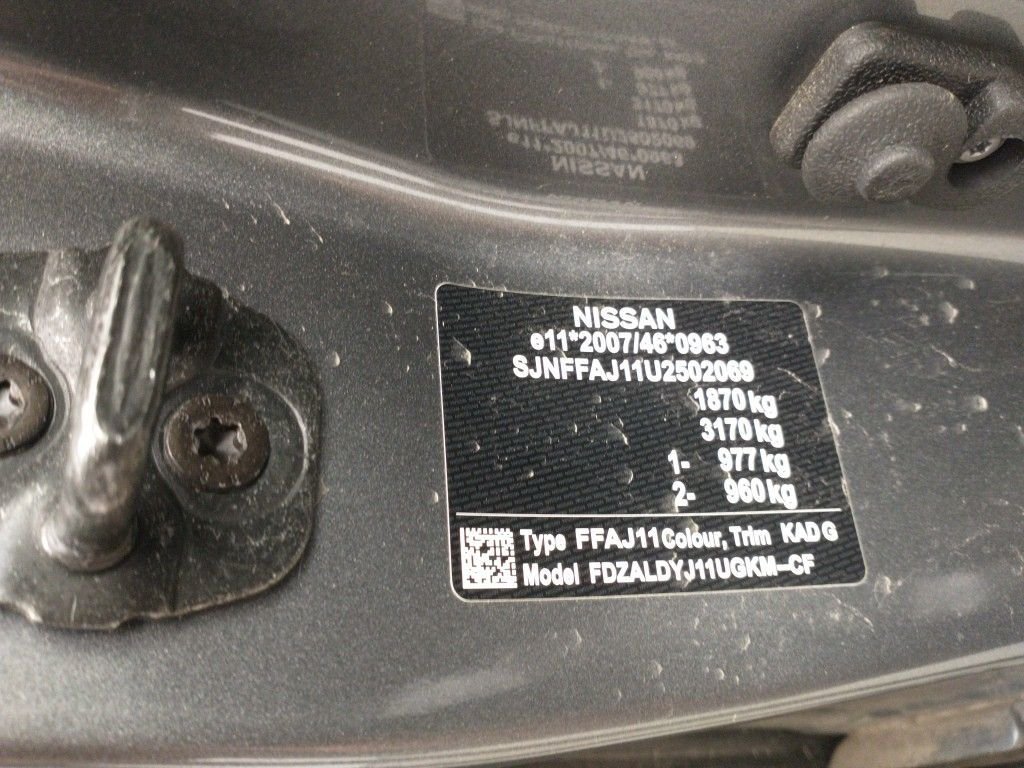 NISSAN
e11*2007/46*0963
SJNFFAJ11U2502069
1870 kg
3170 kg
1- 977 kg
2- 960 kg
Type FFAJ11 Colour, Trim KAD G
Model FDZALDYJ11UGKM-CF